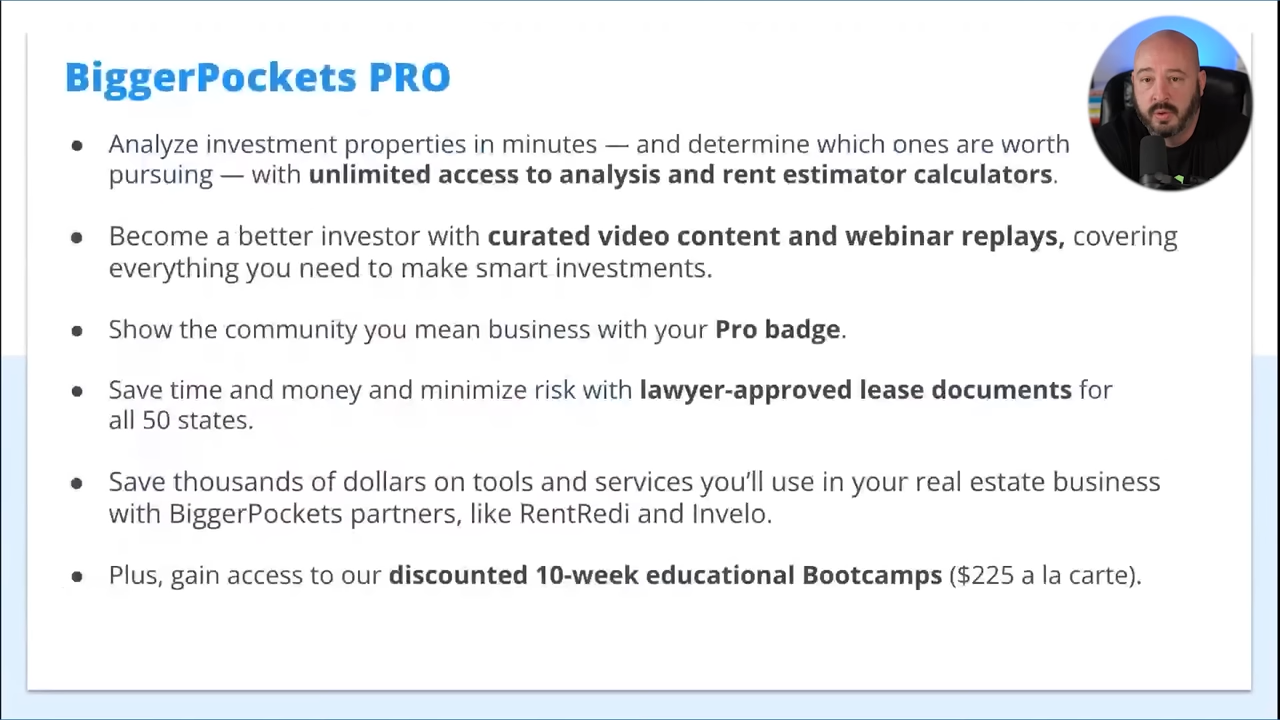 BiggerPockets PRO
● Analyze investment properties in minutes — and determine which ones are worth
pursuing — with unlimited access to analysis and rent estimator calculators.
● Become a better investor with curated video content and webinar replays, covering
everything you need to make smart investments.
● Show the community you mean business with your Pro badge.
● Save time and money and minimize risk with lawyer-approved lease documents for
all 50 states.
● Save thousands of dollars on tools and services you’ll use in your real estate business
with BiggerPockets partners, like RentRedi and Invelo.
● Plus, gain access to our discounted 10-week educational Bootcamps ($225 a la carte).